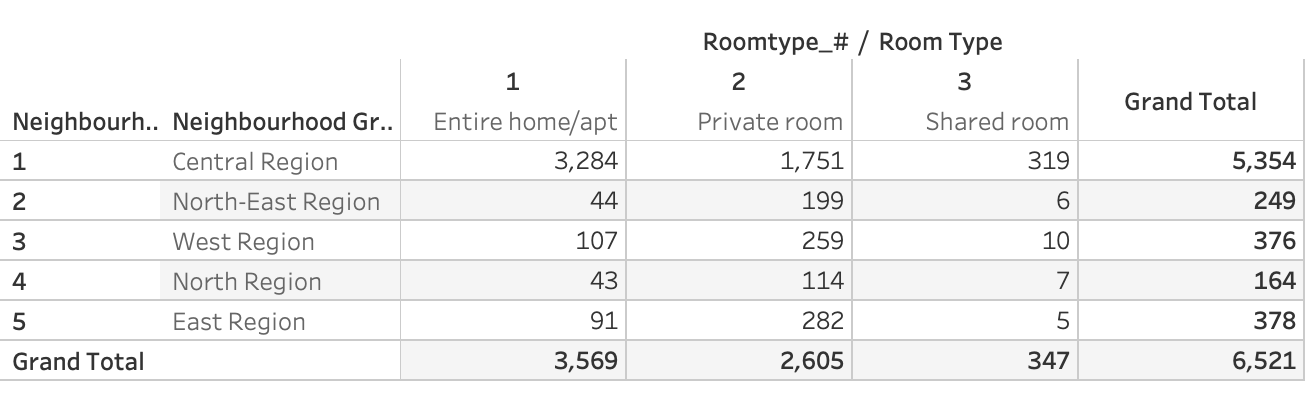 Roomtype_# / Room Type
1 2 3 Grand Total
Neighbourh.. Neighbourhood Gr.. Entire home/apt Private room Shared room
1 Central Region 3,284 1,751 319 5,354
2 North-East Region 44 199 6 249
3 West Region 107 259 10 376
4 North Region 43 114 7 164
5 East Region 91 282 5 378
Grand Total 3,569 2,605 347 6,521